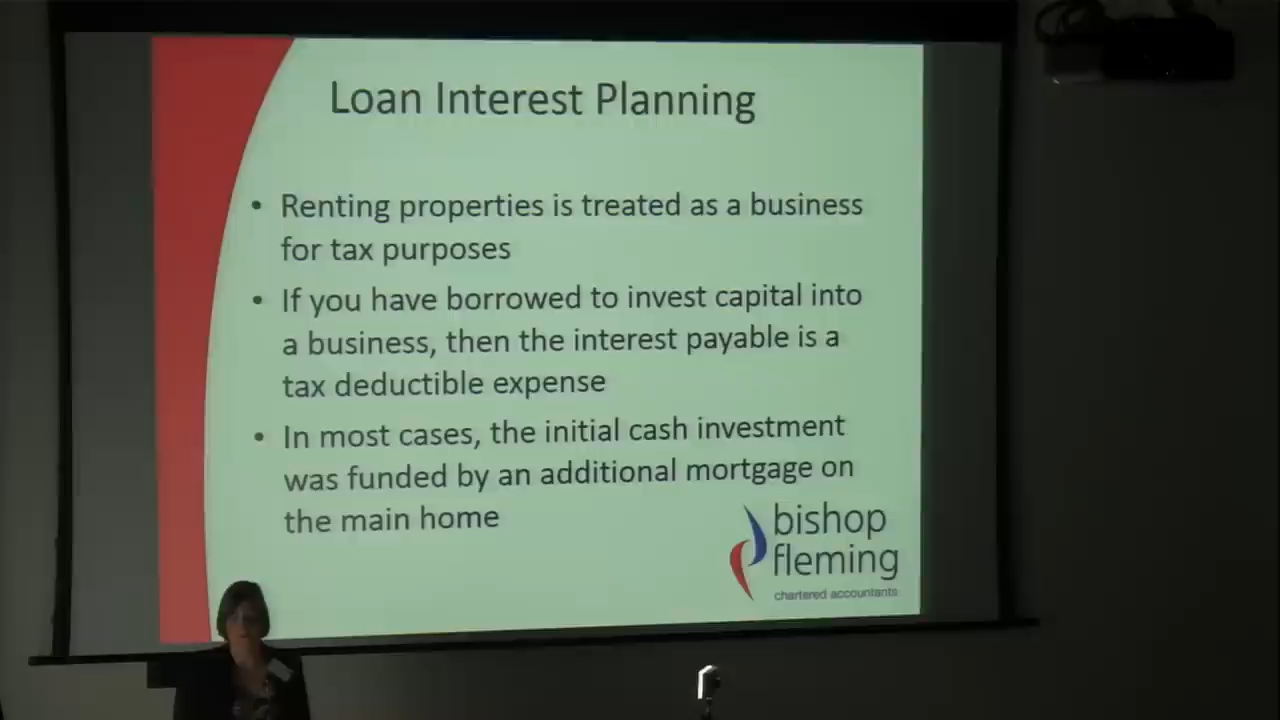 Loan Interest Planning
• Renting properties is treated as a business
for tax purposes
• If you have borrowed to invest capital into
a business, then the interest payable is a
tax deductible expense
• In most cases, the initial cash investment
was funded by an additional mortgage on
the main home
bishop
fleming
chartered accountants